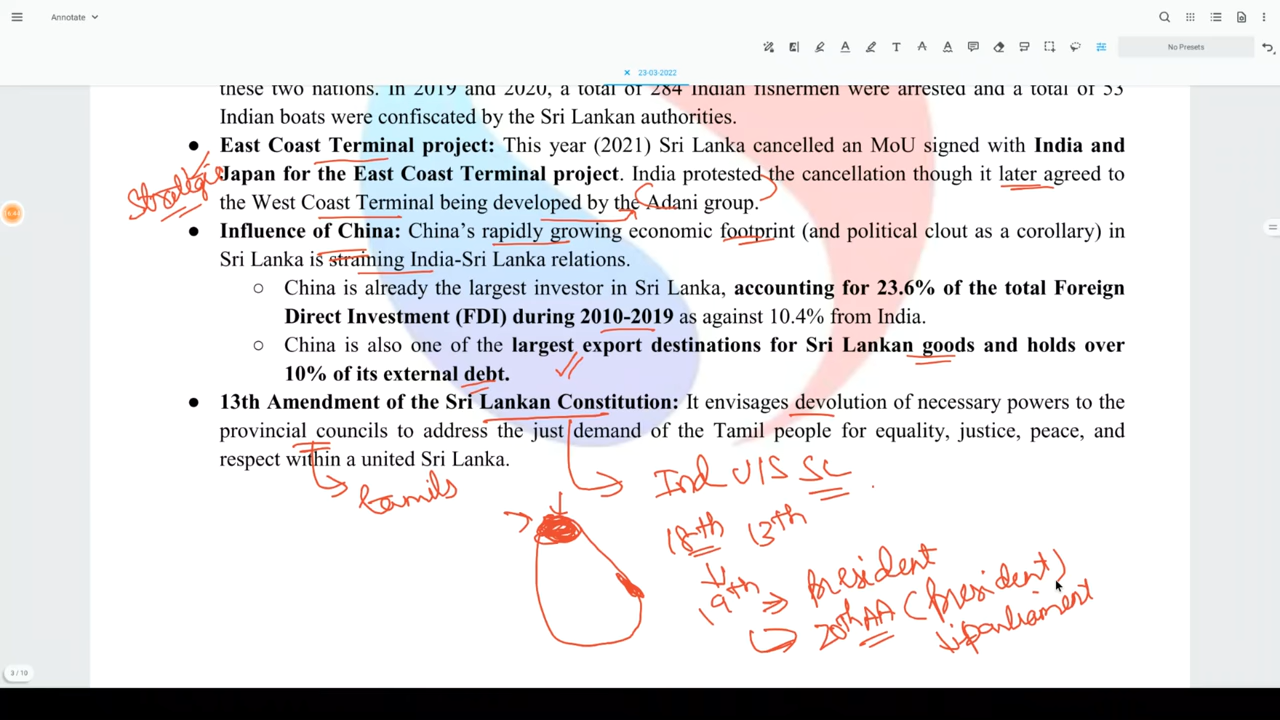 Annotate
No Presets
× 23-03-2022
these two nations. In 2019 and 2020, a total of 284 Indian fishermen were arrested and a total of 53
Indian boats were confiscated by the Sri Lankan authorities.
● East Coast Terminal project: This year (2021) Sri Lanka cancelled an MoU signed with India and
Strategic
Japan for the East Coast Terminal project. India protested the cancellation though it later agreed to
the West Coast Terminal being developed by the Adani group.
● Influence of China: China's rapidly growing economic footprint (and political clout as a corollary) in
Sri Lanka is straining India-Sri Lanka relations.
○ China is already the largest investor in Sri Lanka, accounting for 23.6% of the total Foreign
Direct Investment (FDI) during 2010-2019 as against 10.4% from India.
○ China is also one of the largest export destinations for Sri Lankan goods and holds over
10% of its external debt.
● 13th Amendment of the Sri Lankan Constitution: It envisages devolution of necessary powers to the
provincial councils to address the just demand of the Tamil people for equality, justice, peace, and
respect within a united Sri Lanka.
tamils
Ind V/S SL
18th 13th
19th ⇒ president
20th AA (president)
parliament
3 / 10